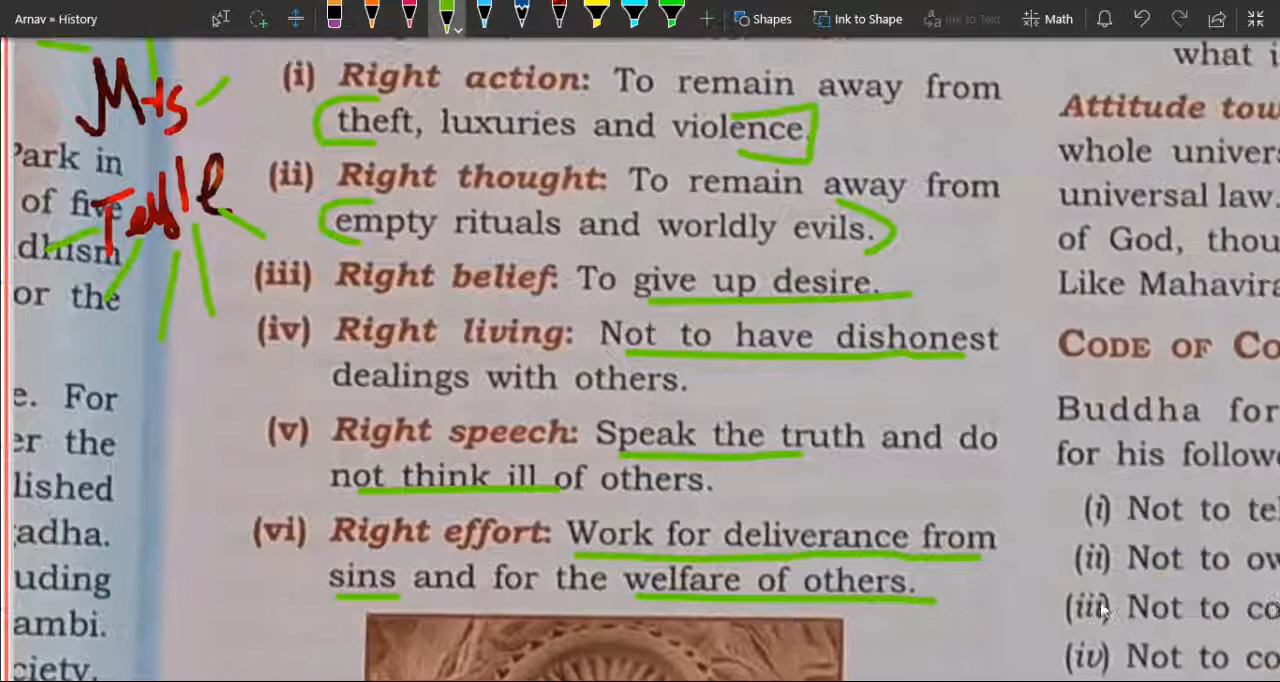 Arnav » History
Shapes
Ink to Shape
Ink to Text
Math
(i) Right action: To remain away from
theft, luxuries and violence.
(ii) Right thought: To remain away from
empty rituals and worldly evils.
(iii) Right belief: To give up desire.
(iv) Right living: Not to have dishonest
dealings with others.
(v) Right speech: Speak the truth and do
not think ill of others.
(vi) Right effort: Work for deliverance from
sins and for the welfare of others.
Park in
of five
or the
e. For
er the
lished
adha.
uding
ambi.
ciety.
what i
Attitude tow
whole univers
universal law.
of God, thou
Like Mahavira
CODE OF CO
Buddha for
for his follow
(i) Not to te
(ii) Not to ov
(iii) Not to co
(iv) Not to co